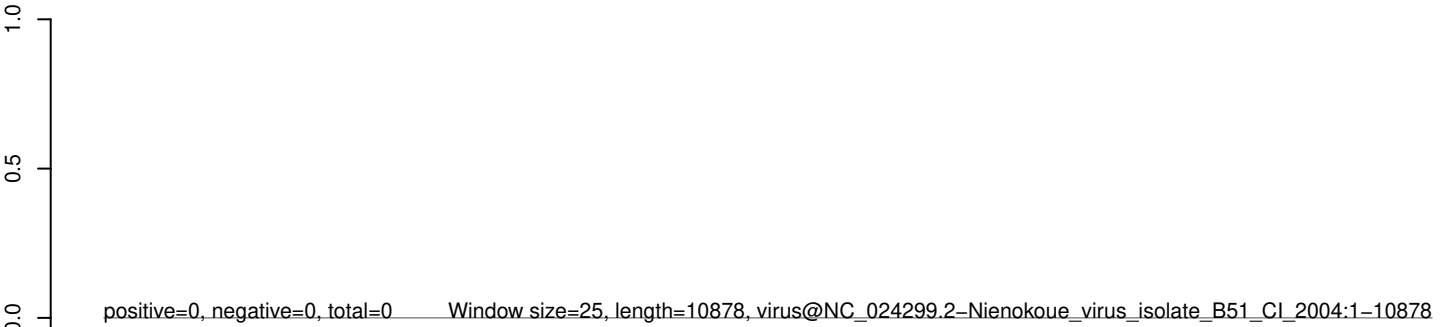 1.0
0.5
0.0
positive=0, negative=0, total=0 Window size=25, length=10878, virus@NC_024299.2−Nienokoue_virus_isolate_B51_CI_2004:1−10878